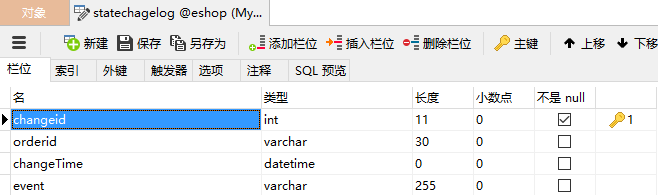 对象 statechagelog @eshop (My...
新建 保存 另存为 添加栏位 插入栏位 删除栏位 主键 上移 下移
栏位 索引 外键 触发器 选项 注释 SQL 预览
名 类型 长度 小数点 不是 null
changeid int 11 0 1
orderid varchar 30 0
changeTime datetime 0 0
event varchar 255 0